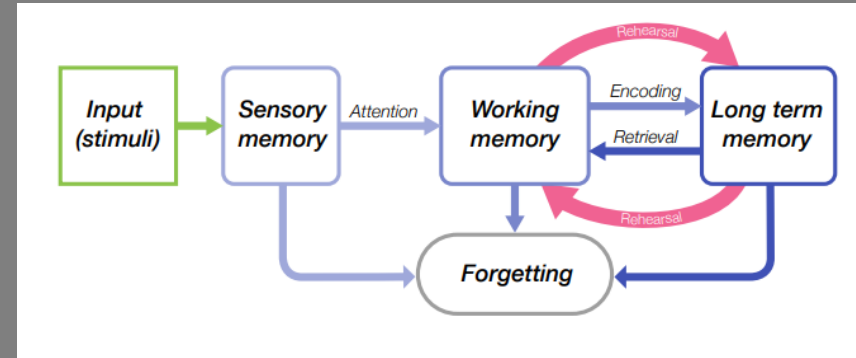 Rehearsal
Input
(stimuli)
Sensory
memory
Attention
Working
memory
Encoding
Retrieval
Long term
memory
Rehearsal
Forgetting